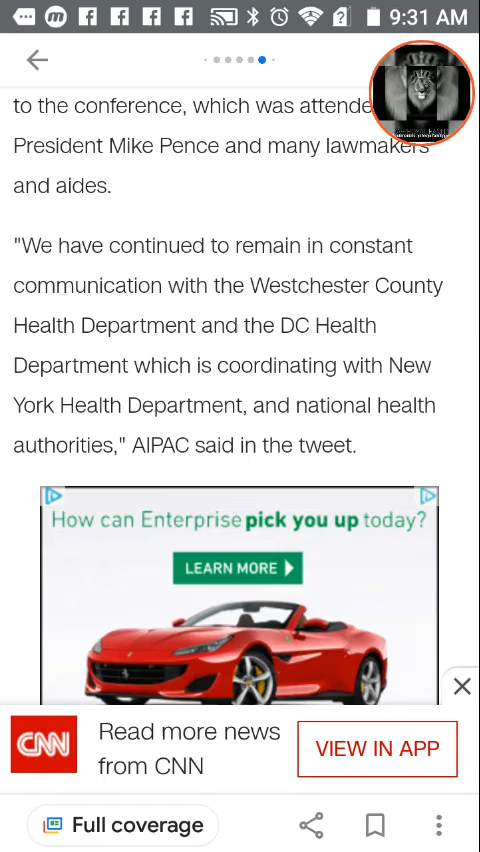 9:31 AM
to the conference, which was attende
President Mike Pence and many lawmakers
and aides.
"We have continued to remain in constant
communication with the Westchester County
Health Department and the DC Health
Department which is coordinating with New
York Health Department, and national health
authorities," AIPAC said in the tweet.
How can Enterprise pick you up today?
LEARN MORE
CNN
Read more news
from CNN
VIEW IN APP
Full coverage